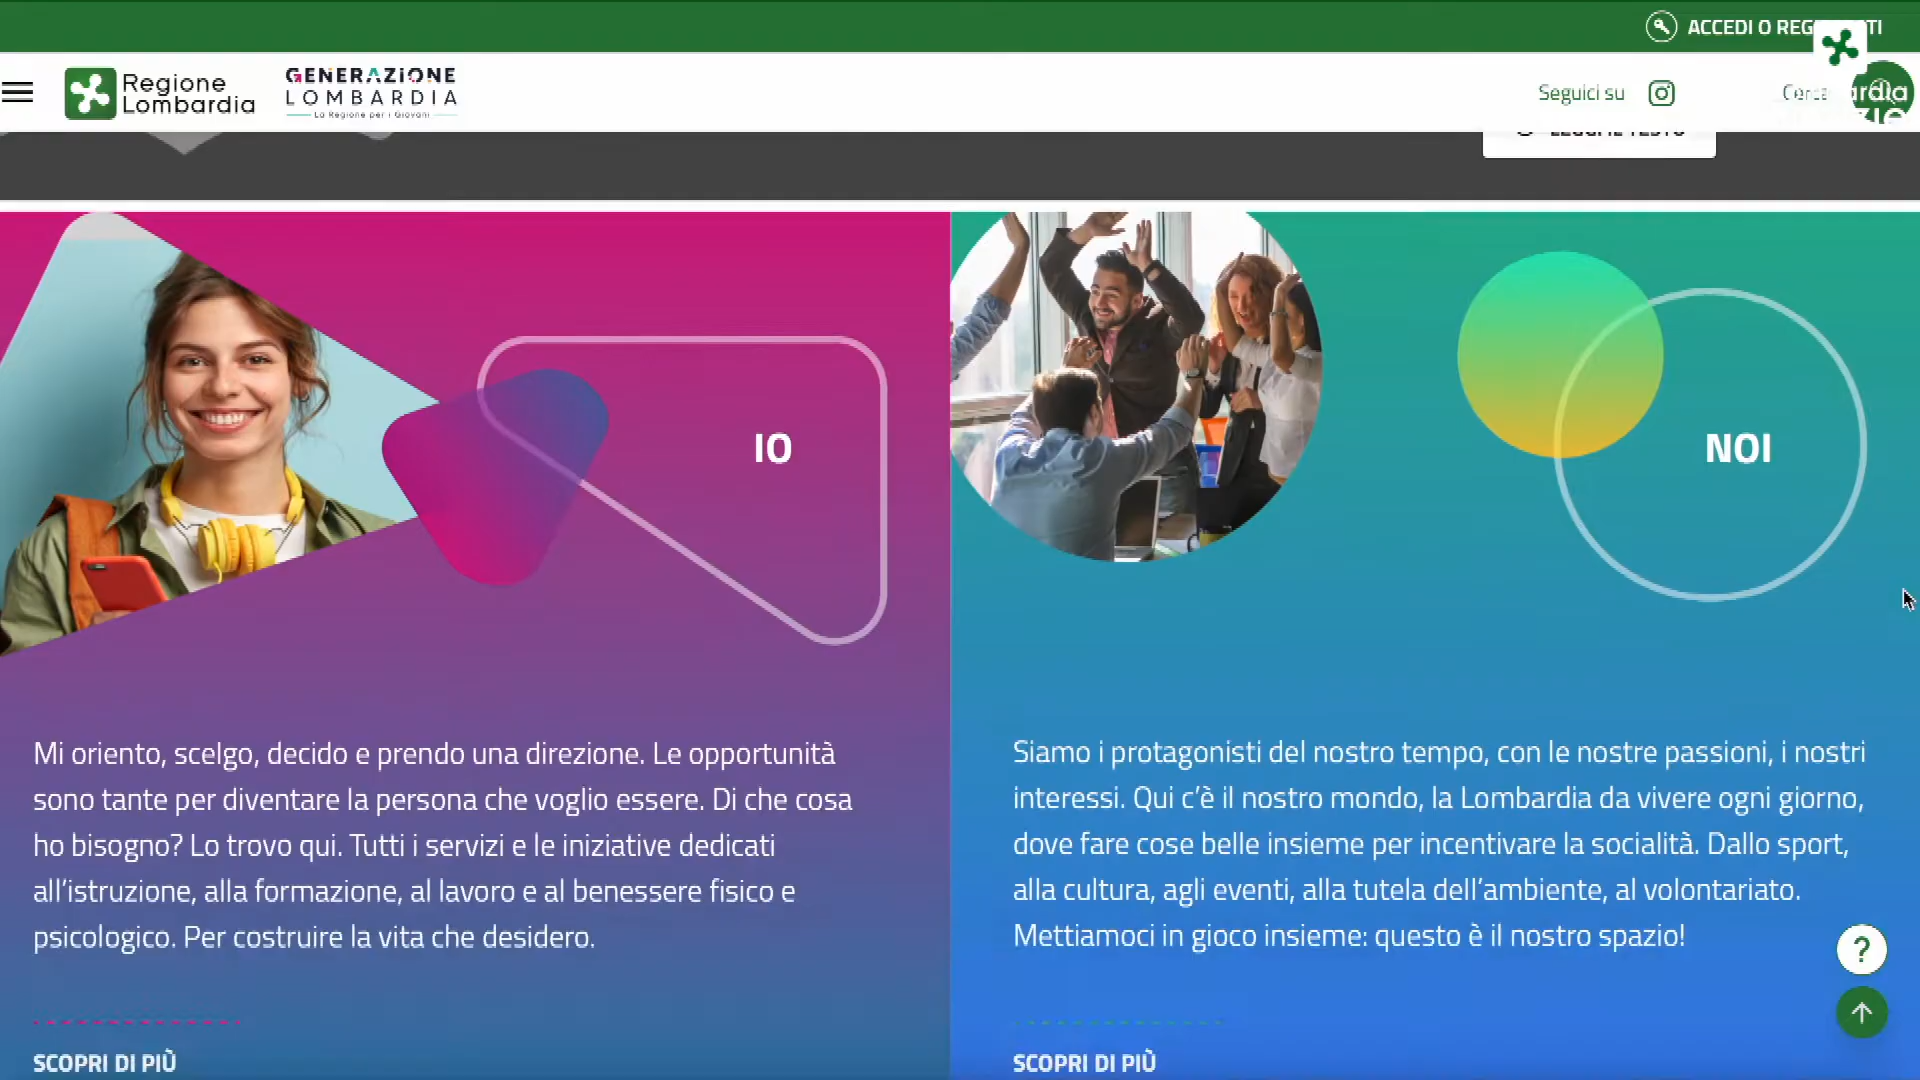 ACCEDI O REG
Regione
Lombardia
GENERAZIONE
LOMBARDIA
La Regione per i Giovani
Seguici su
IO
Mi oriento, scelgo, decido e prendo una direzione. Le opportunità
sono tante per diventare la persona che voglio essere. Di che cosa
ho bisogno? Lo trovo qui. Tutti i servizi e le iniziative dedicati
all'istruzione, alla formazione, al lavoro e al benessere fisico e
psicologico. Per costruire la vita che desidero.
SCOPRI DI PIÙ
NOI
Siamo i protagonisti del nostro tempo, con le nostre passioni, i nostri
interessi. Qui c'è il nostro mondo, la Lombardia da vivere ogni giorno,
dove fare cose belle insieme per incentivare la socialità. Dallo sport,
alla cultura, agli eventi, alla tutela dell'ambiente, al volontariato.
Mettiamoci in gioco insieme: questo è il nostro spazio!
SCOPRI DI PIÙ
?